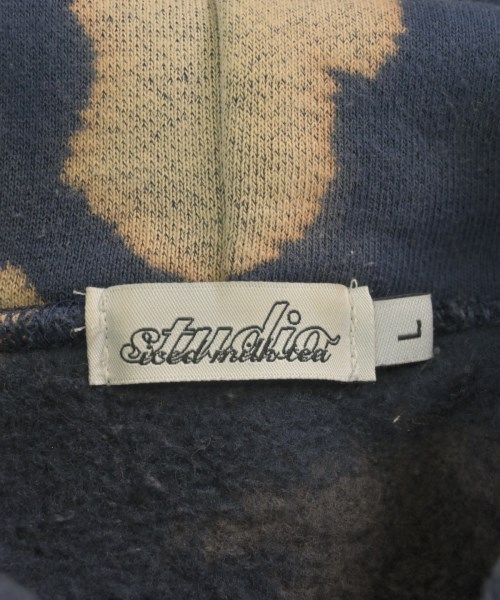 studio
iced milk tea
L